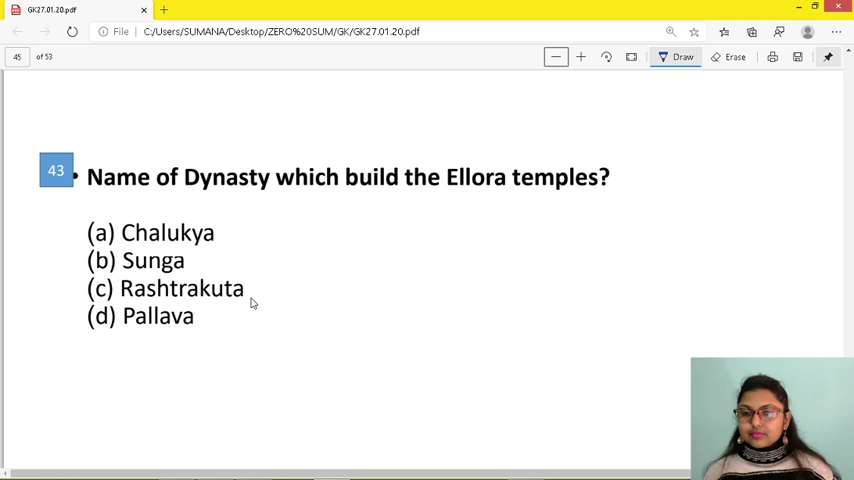 GK27.01.20.pdf
File
C:/Users/SUMANA/Desktop/ZERO%20SUM/GK/GK27.01.20.pdf
45 of 53
Draw
Erase
43
• Name of Dynasty which build the Ellora temples?
(a) Chalukya
(b) Sunga
(c) Rashtrakuta
(d) Pallava